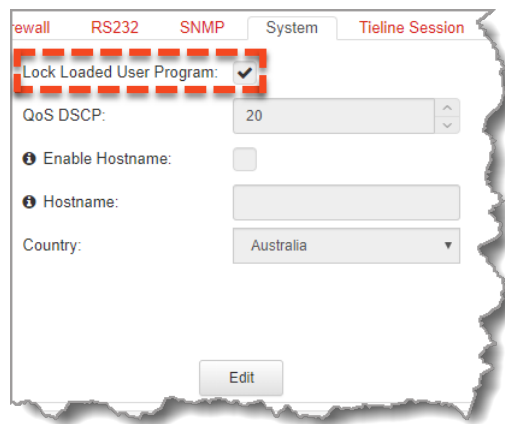 rewall RS232 SNMP System Tieline Session
Lock Loaded User Program:
QoS DSCP: 20
Enable Hostname:
Hostname:
Country: Australia
Edit